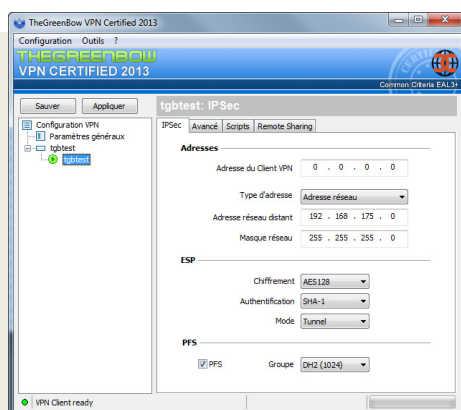 TheGreenBow VPN Certified 2013
Configuration Outils ?
THEGREENBOW
VPN CERTIFIED 2013
CERTIFIED
Common Criteria EAL3+
Sauver Appliquer tgbtest: IPSec
Configuration VPN
Paramètres généraux
tgbtest
tgbtest
IPSec Avancé Scripts Remote Sharing
Adresses
Adresse du Client VPN 0 . 0 . 0 . 0
Type d'adresse Adresse réseau
Adresse réseau distant 192 . 168 . 175 . 0
Masque réseau 255 . 255 . 255 . 0
ESP
Chiffrement AES128
Authentification SHA-1
Mode Tunnel
PFS
PFS Groupe DH2 (1024)
VPN Client ready